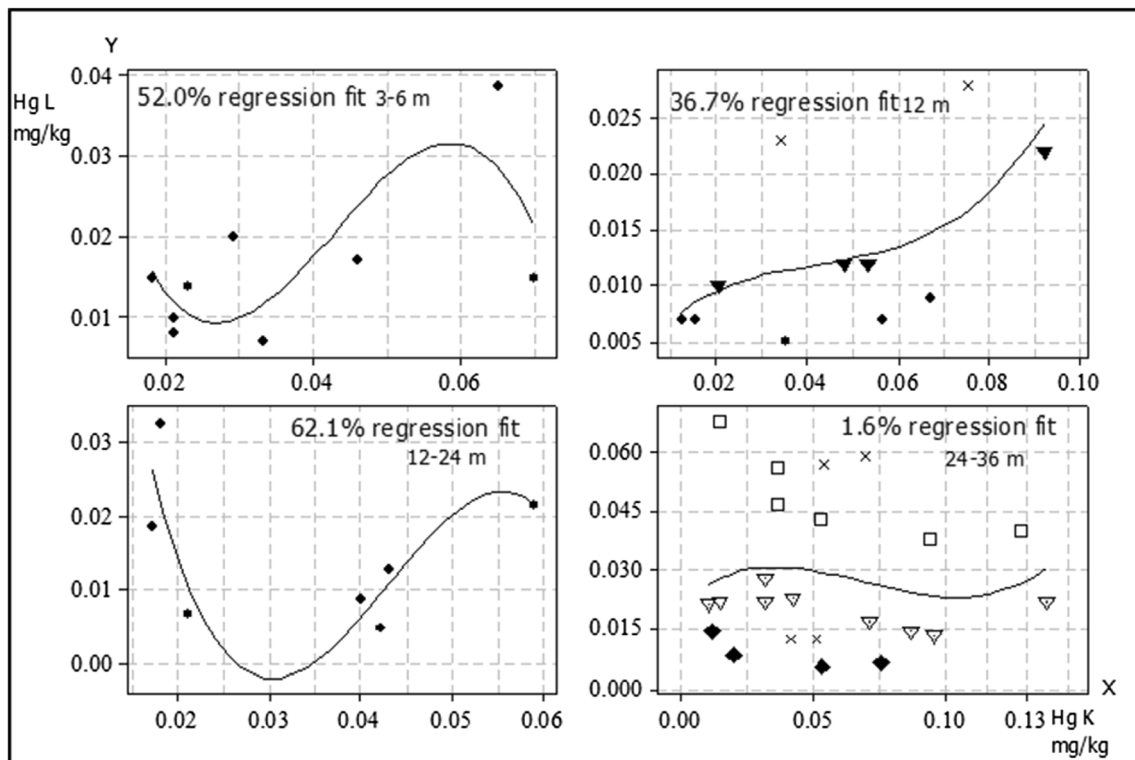 Y
Hg L
mg/kg
0.04
0.03
0.02
0.01
52.0% regression fit 3-6 m
0.02 0.04 0.06
36.7% regression fit 12 m
0.025
0.020
0.015
0.010
0.005
0.02 0.04 0.06 0.08 0.10
62.1% regression fit
12-24 m
0.03
0.02
0.01
0.00
0.02 0.03 0.04 0.05 0.06
1.6% regression fit
24-36 m
0.060
0.045
0.030
0.015
0.000
X
0.00 0.05 0.10 0.13 Hg K
mg/kg